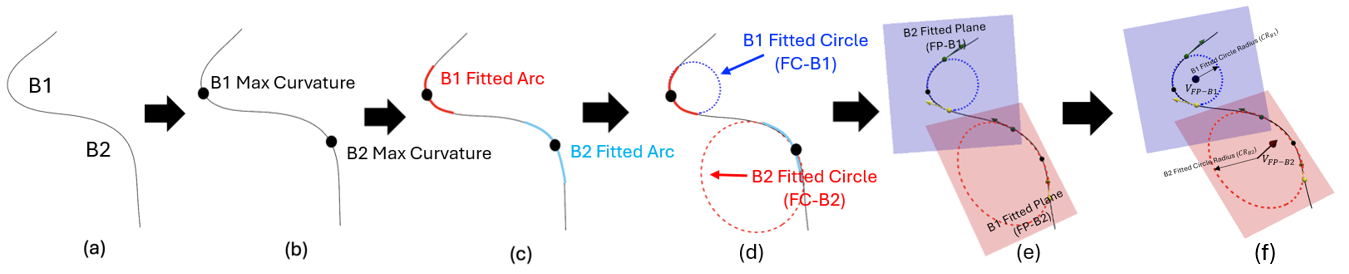 B1
B2
(a)
B1 Max Curvature
B2 Max Curvature
(b)
B1 Fitted Arc
B2 Fitted Arc
(c)
B1 Fitted Circle
(FC-B1)
B2 Fitted Circle
(FC-B2)
(d)
B2 Fitted Plane
(FP-B1)
B1 Fitted Plane
(FP-B2)
(e)
B1 Fitted Circle Radius (CR_B1)
V_FP-B1
B2 Fitted Circle Radius (CR_B2)
V_FP-B2
(f)